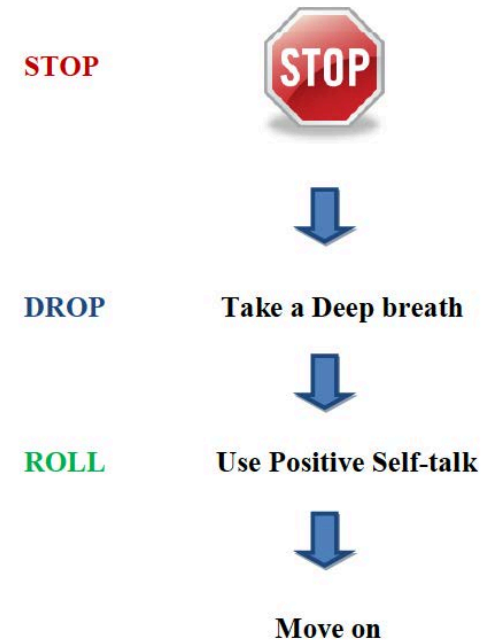 STOP STOP
DROP Take a Deep breath
ROLL Use Positive Self-talk
Move on